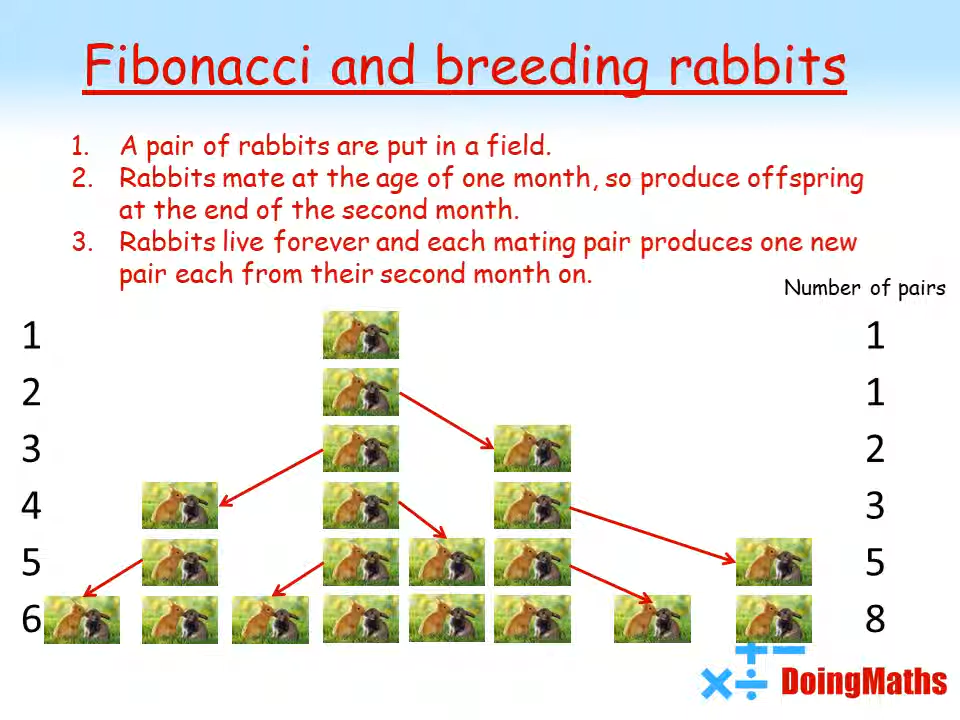 Fibonacci and breeding rabbits
1. A pair of rabbits are put in a field.
2. Rabbits mate at the age of one month, so produce offspring
at the end of the second month.
3. Rabbits live forever and each mating pair produces one new
pair each from their second month on.
Number of pairs
1 1
2 1
3 2
4 3
5 5
6 8
DoingMaths